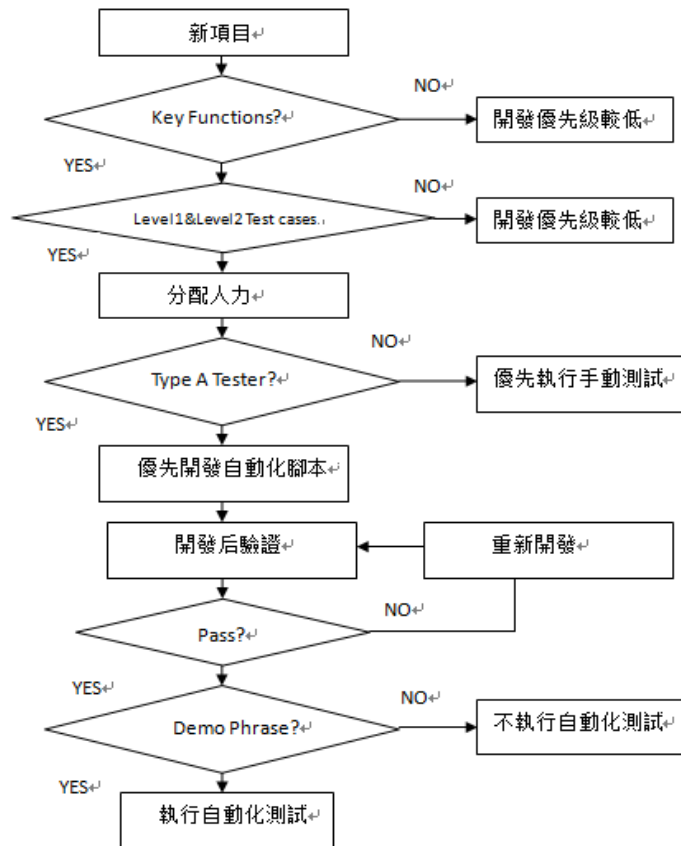 新項目↵
NO↵
Key Functions?↵
開發優先級較低↵
YES↵
NO↵
Level1&Level2 Test cases.↓
開發優先級較低↵
YES↵
分配人力↵
NO↵
Type A Tester?↵
優先執行手動測試↵
YES↵
優先開發自動化腳本↵
開發后驗證↵
重新開發↵
NO↵
Pass?↵
YES↵
NO↵
Demo Phrase?↵
不執行自動化測試↵
YES↵
執行自動化測試↵